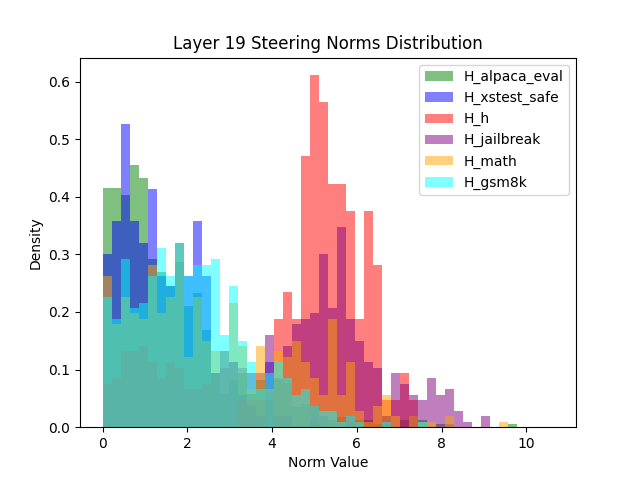 Layer 19 Steering Norms Distribution
H_alpaca_eval
H_xstest_safe
H_h
H_jailbreak
H_math
H_gsm8k
Density
0.6
0.5
0.4
0.3
0.2
0.1
0.0
0 2 4 6 8 10
Norm Value